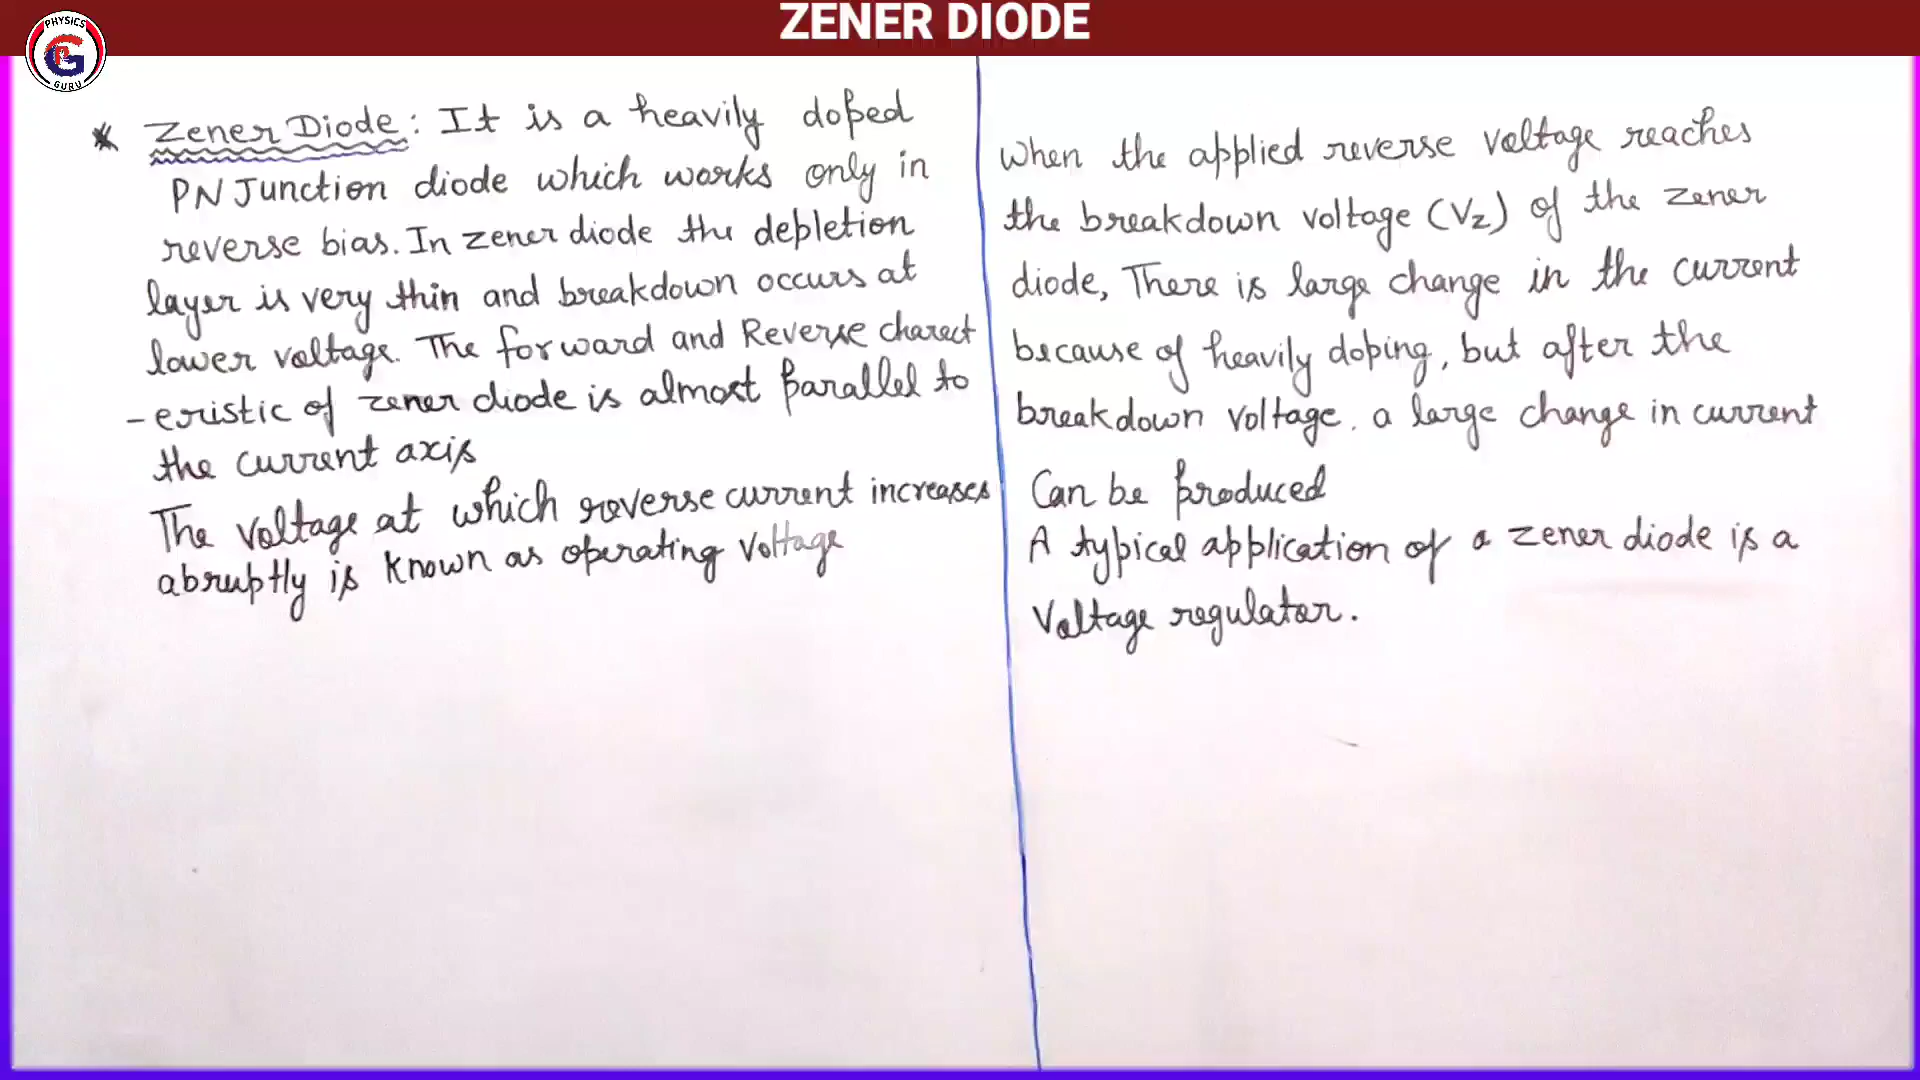 ZENER DIODE
PHYSICS
PG
GURU
* Zener Diode: It is a heavily doped
PN Junction diode which works only in
reverse bias. In zener diode the depletion
layer is very thin and breakdown occurs at
lower voltage. The forward and Reverse charect
-eristic of zener diode is almost parallel to
the current axis
The voltage at which reverse current increases
abruptly is known as operating voltage
When the applied reverse voltage reaches
the breakdown voltage (Vz) of the zener
diode, There is large change in the current
because of heavily doping, but after the
breakdown voltage. a large change in current
Can be produced
A typical application of a zener diode is a
Voltage regulator.